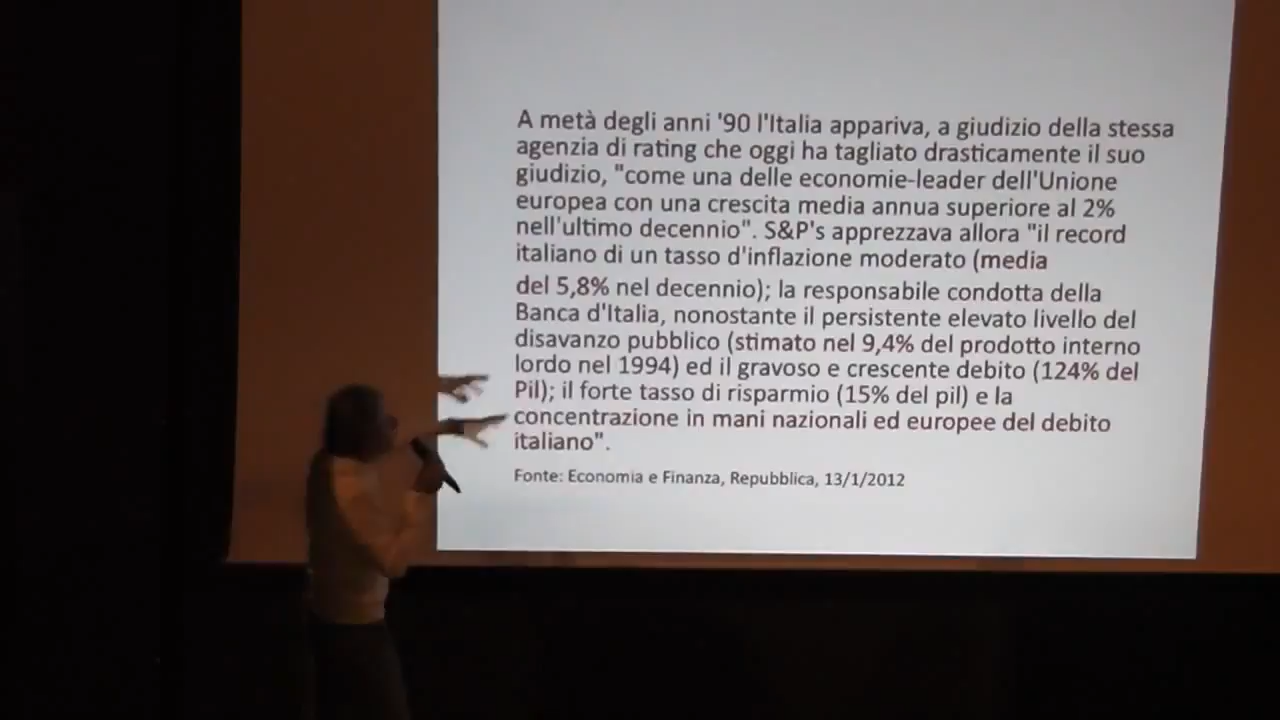 A metà degli anni '90 l'Italia appariva, a giudizio della stessa
agenzia di rating che oggi ha tagliato drasticamente il suo
giudizio, "come una delle economie-leader dell'Unione
europea con una crescita media annua superiore al 2%
nell'ultimo decennio". S&P's apprezzava allora "il record
italiano di un tasso d'inflazione moderato (media
del 5,8% nel decennio); la responsabile condotta della
Banca d'Italia, nonostante il persistente elevato livello del
disavanzo pubblico (stimato nel 9,4% del prodotto interno
lordo nel 1994) ed il gravoso e crescente debito (124% del
Pil); il forte tasso di risparmio (15% del pil) e la
concentrazione in mani nazionali ed europee del debito
italiano".
Fonte: Economia e Finanza, Repubblica, 13/1/2012